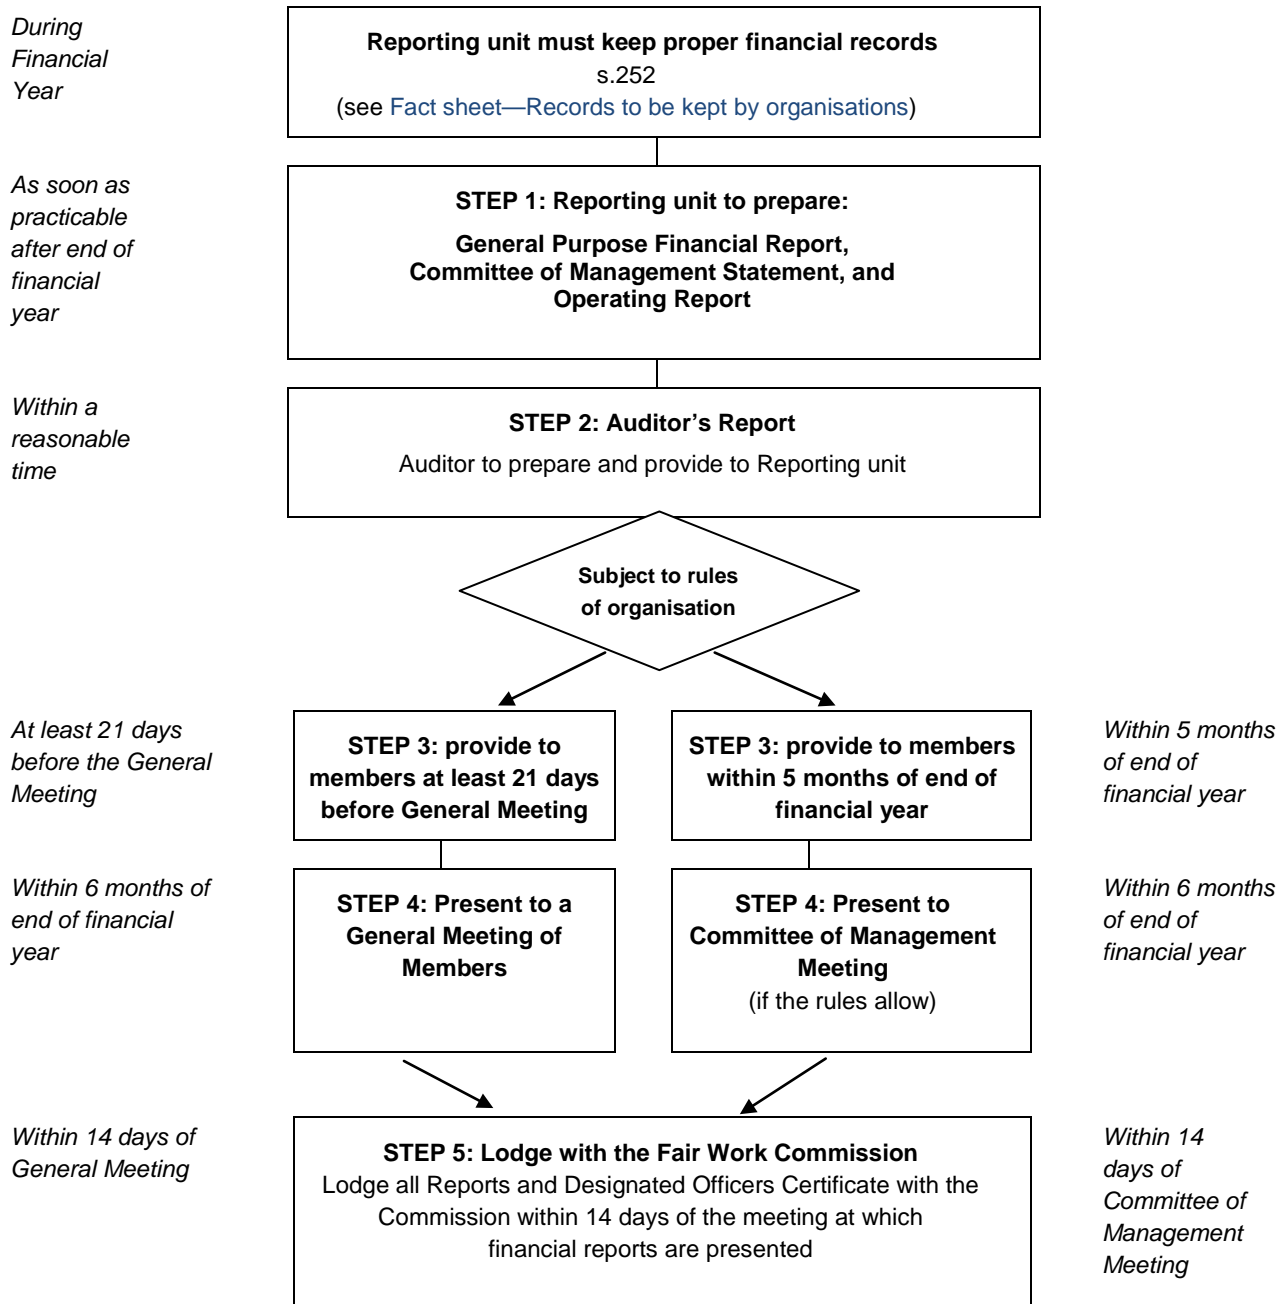 During
Financial
Year
Reporting unit must keep proper financial records
s.252
(see Fact sheet—Records to be kept by organisations)
As soon as
practicable
after end of
financial
year
STEP 1: Reporting unit to prepare:
General Purpose Financial Report,
Committee of Management Statement, and
Operating Report
Within a
reasonable
time
STEP 2: Auditor’s Report
Auditor to prepare and provide to Reporting unit
Subject to rules
of organisation
At least 21 days
before the General
Meeting
STEP 3: provide to
members at least 21 days
before General Meeting
STEP 3: provide to members
within 5 months of end of
financial year
Within 5 months
of end of
financial year
Within 6 months of
end of financial
year
STEP 4: Present to a
General Meeting of
Members
STEP 4: Present to
Committee of Management
Meeting
(if the rules allow)
Within 6 months
of end of
financial year
Within 14 days of
General Meeting
STEP 5: Lodge with the Fair Work Commission
Lodge all Reports and Designated Officers Certificate with the
Commission within 14 days of the meeting at which
financial reports are presented
Within 14
days of
Committee of
Management
Meeting